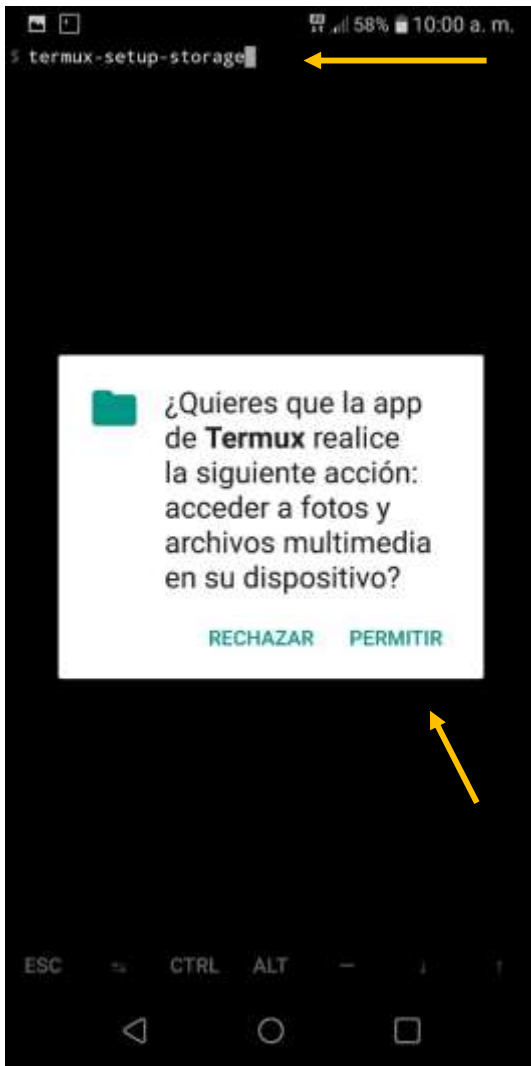 58% 10:00 a. m.
$ termux-setup-storage
¿Quieres que la app
de Termux realice
la siguiente acción:
acceder a fotos y
archivos multimedia
en su dispositivo?
RECHAZAR PERMITIR
ESC CTRL ALT —